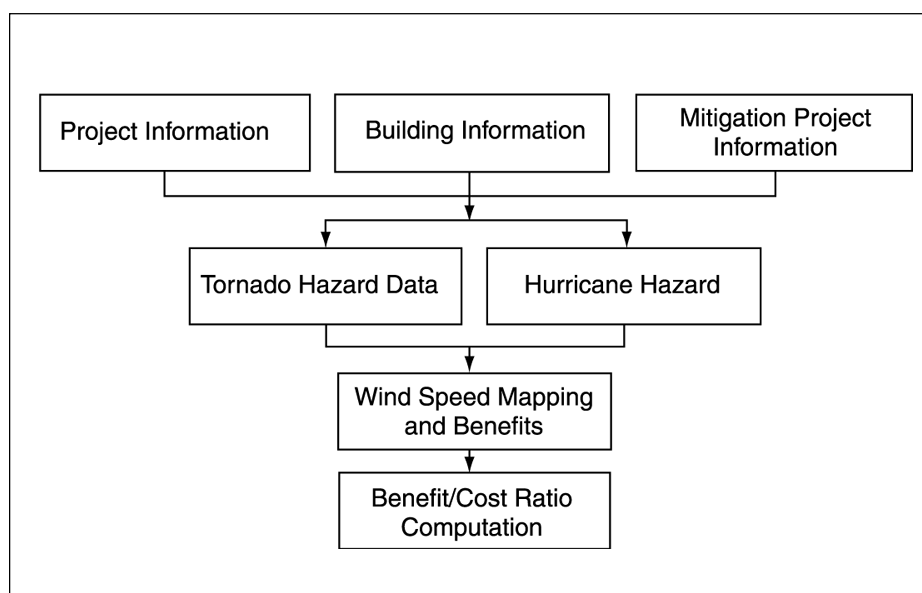 Project Information
Building Information
Mitigation Project
Information
Tornado Hazard Data
Hurricane Hazard
Wind Speed Mapping
and Benefits
Benefit/Cost Ratio
Computation